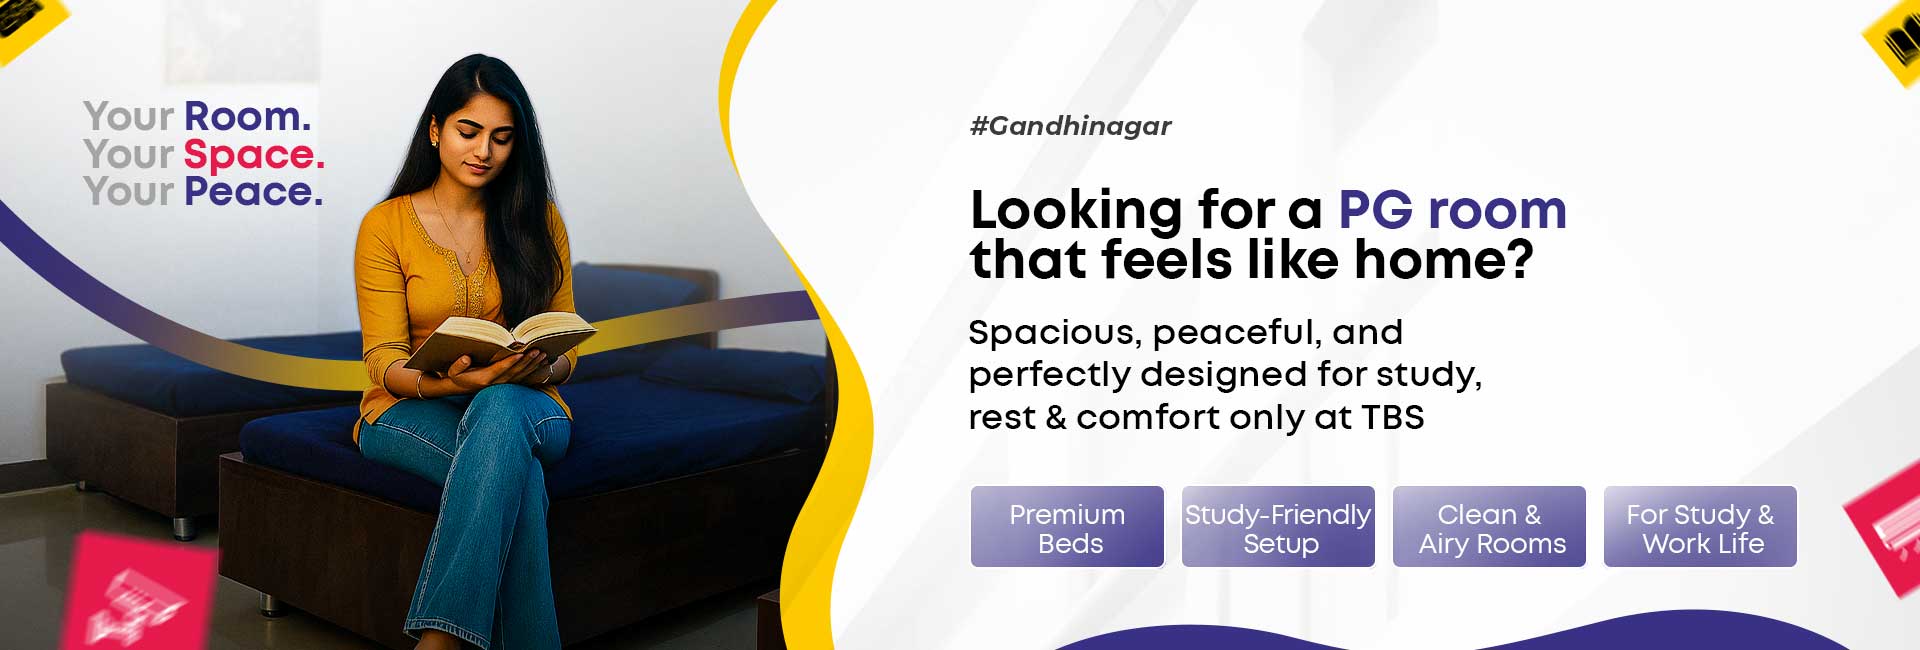 Your Room.
Your Space.
Your Peace.
#Gandhinagar
Looking for a PG room
that feels like home?
Spacious, peaceful, and
perfectly designed for study,
rest & comfort only at TBS
Premium
Beds
Study-Friendly
Setup
Clean &
Airy Rooms
For Study &
Work Life